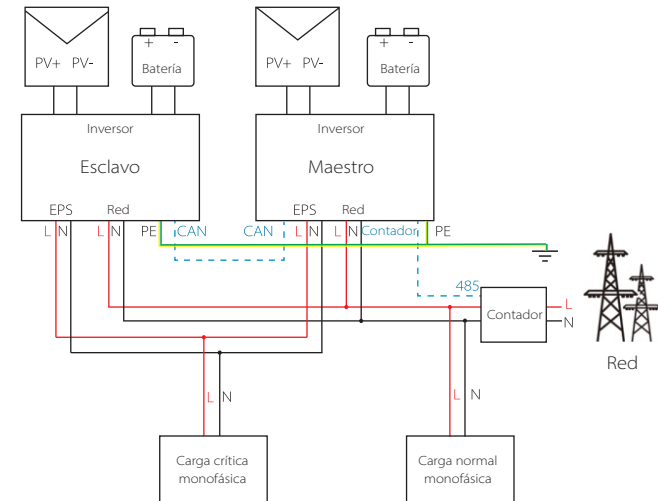 PV+ PV-
+ -
Batería
PV+ PV-
+ -
Batería
Inversor
Esclavo
EPS Red
L N L N PE CAN
Inversor
Maestro
EPS Red
CAN L N L N Contador PE
485
Contador
L
N
Red
L N
L N
Carga crítica
monofásica
Carga normal
monofásica